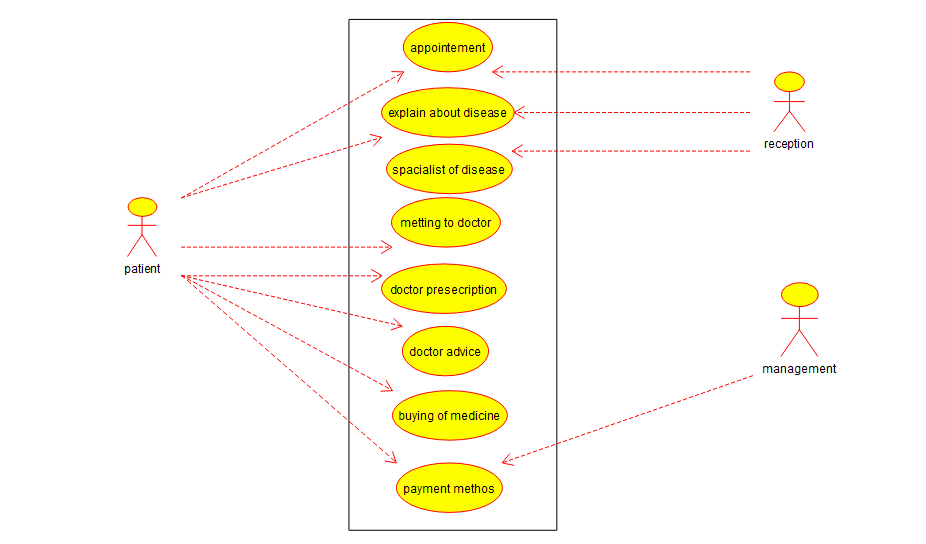 appointement
explain about disease
reception
spacialist of disease
metting to doctor
patient
doctor presecription
doctor advice
management
buying of medicine
payment methos